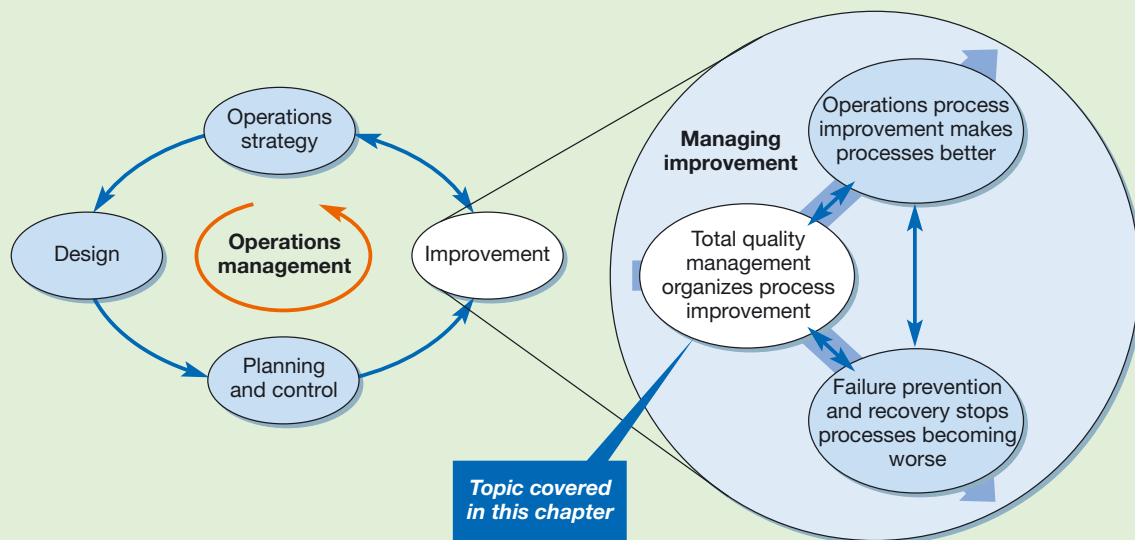 Operations
strategy
Design
Operations
management
Improvement
Planning
and control
Managing
improvement
Operations process
improvement makes
processes better
Total quality
management
organizes process
improvement
Failure prevention
and recovery stops
processes becoming
worse
Topic covered
in this chapter